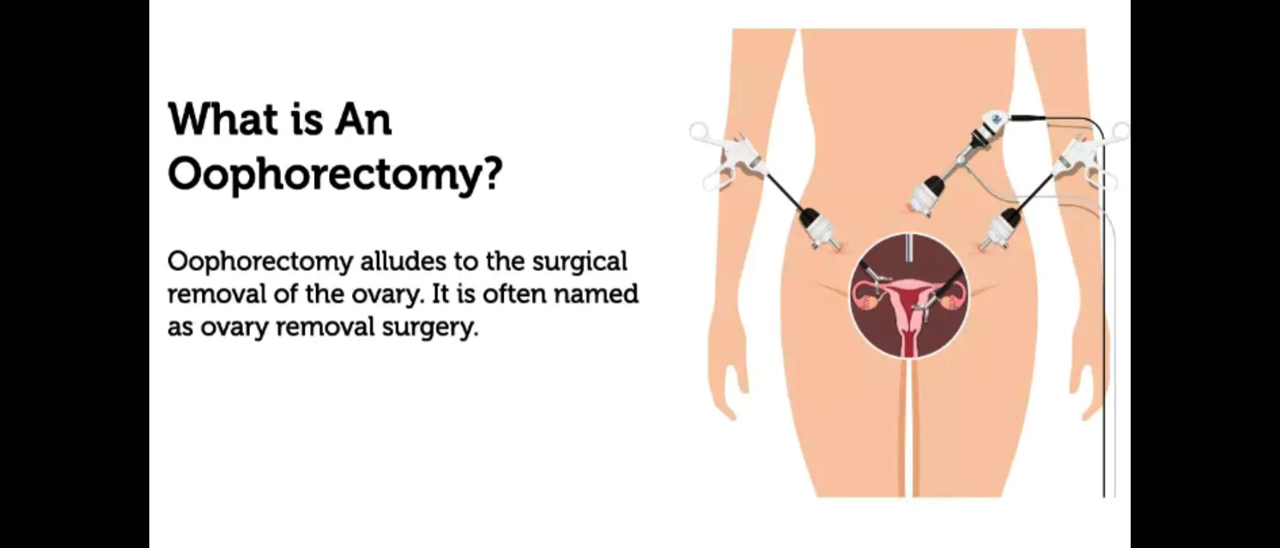 What is An
Oophorectomy?
Oophorectomy alludes to the surgical
removal of the ovary. It is often named
as ovary removal surgery.